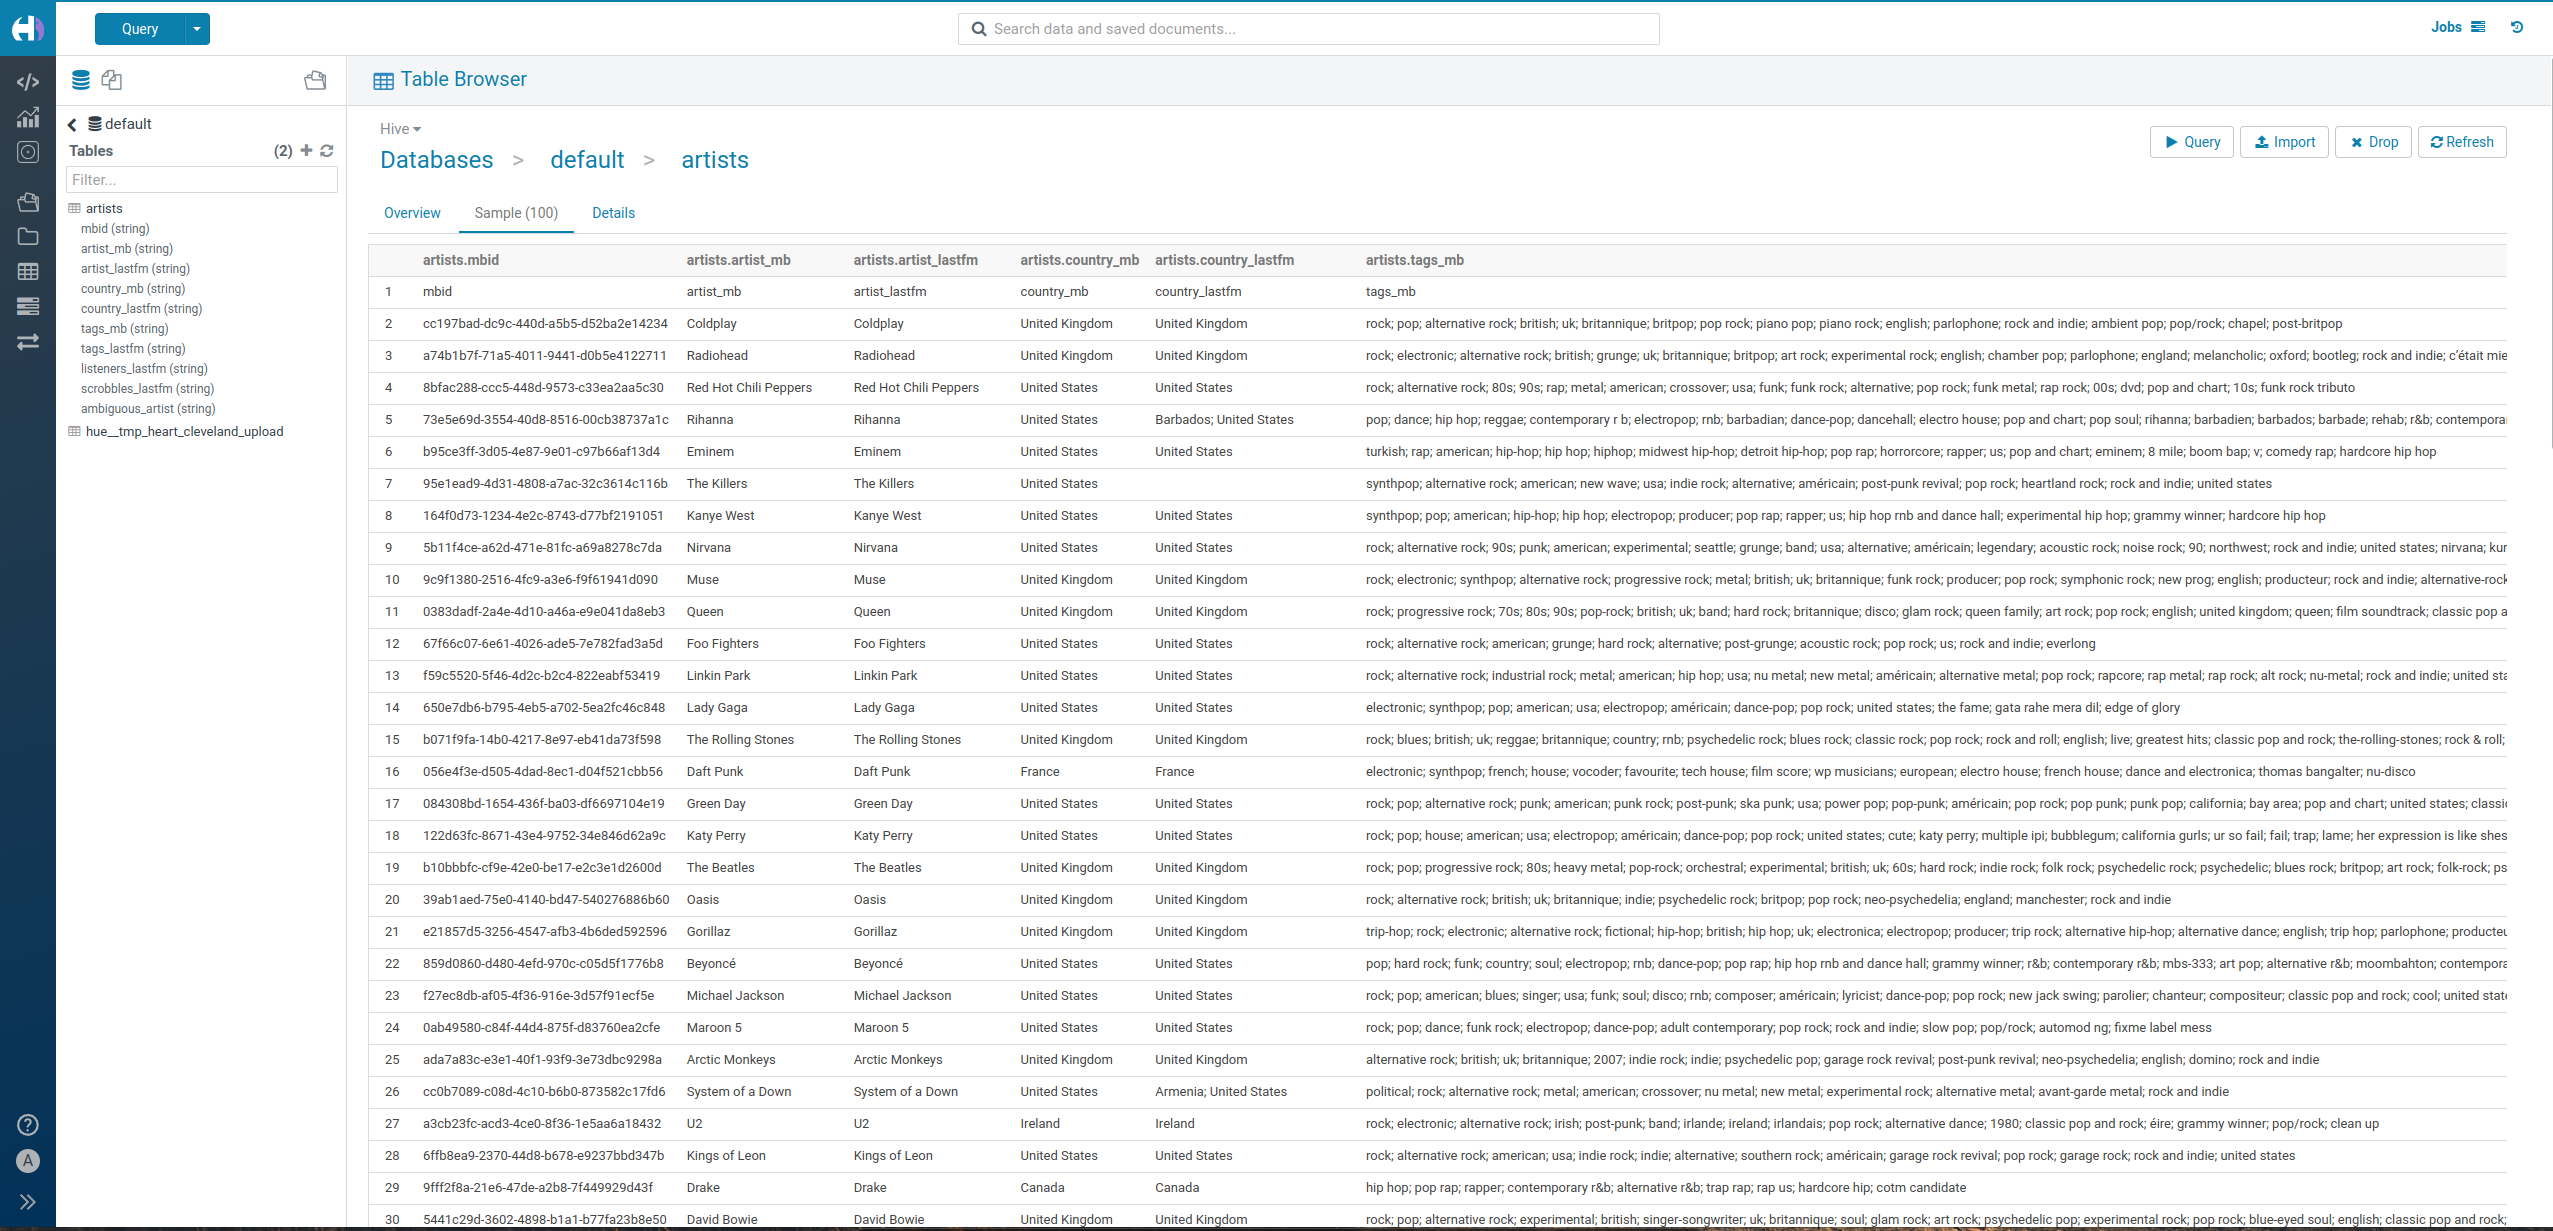 Query
Search data and saved documents...
Jobs
Table Browser
default
Tables (2)
Filter...
artists
mbid (string)
artist_mb (string)
artist_lastfm (string)
country_mb (string)
country_lastfm (string)
tags_mb (string)
tags_lastfm (string)
listeners_lastfm (string)
scrobbles_lastfm (string)
ambiguous_artist (string)
hue__tmp_heart_cleveland_upload
A
Hive
Databases > default > artists
Query Import Drop Refresh
Overview Sample (100) Details
artists.mbid artists.artist_mb artists.artist_lastfm artists.country_mb artists.country_lastfm artists.tags_mb
1 mbid artist_mb artist_lastfm country_mb country_lastfm tags_mb
2 cc197bad-dc9c-440d-a5b5-d52ba2e14234 Coldplay Coldplay United Kingdom United Kingdom rock; pop; alternative rock; british; uk; britannique; britpop; pop rock; piano pop; piano rock; english; parlophone; rock and indie; ambient pop; pop/rock; chapel; post-britpop
3 a74b1b7f-71a5-4011-9441-d0b5e4122711 Radiohead Radiohead United Kingdom United Kingdom rock; electronic; alternative rock; british; grunge; uk; britannique; britpop; art rock; experimental rock; english; chamber pop; parlophone; england; melancholic; oxford; bootleg; rock and indie; c'était mie
4 8bfac288-ccc5-448d-9573-c33ea2aa5c30 Red Hot Chili Peppers Red Hot Chili Peppers United States United States rock; alternative rock; 80s; 90s; rap; metal; american; crossover; usa; funk; funk rock; alternative; pop rock; funk metal; rap rock; 00s; dvd; pop and chart; 10s; funk rock tributo
5 73e5e69d-3554-40d8-8516-00cb38737a1c Rihanna Rihanna United States Barbados; United States pop; dance; hip hop; reggae; contemporary r b; electropop; rnb; barbadian; dance-pop; dancehall; electro house; pop and chart; pop soul; rihanna; barbadien; barbados; barbade; rehab; r&b; contempora
6 b95ce3ff-3d05-4e87-9e01-c97b66af13d4 Eminem Eminem United States United States turkish; rap; american; hip-hop; hip hop; hiphop; midwest hip-hop; detroit hip-hop; pop rap; horrorcore; rapper; us; pop and chart; eminem; 8 mile; boom bap; v; comedy rap; hardcore hip hop
7 95e1ead9-4d31-4808-a7ac-32c3614c116b The Killers The Killers United States synthpop; alternative rock; american; new wave; usa; indie rock; alternative; américain; post-punk revival; pop rock; heartland rock; rock and indie; united states
8 164f0d73-1234-4e2c-8743-d77bf2191051 Kanye West Kanye West United States United States synthpop; pop; american; hip-hop; hip hop; electropop; producer; pop rap; rapper; us; hip hop rnb and dance hall; experimental hip hop; grammy winner; hardcore hip hop
9 5b11f4ce-a62d-471e-81fc-a69a8278c7da Nirvana Nirvana United States United States rock; alternative rock; 90s; punk; american; experimental; seattle; grunge; band; usa; alternative; américain; legendary; acoustic rock; noise rock; 90; northwest; rock and indie; united states; nirvana; kur
10 9c9f1380-2516-4fc9-a3e6-f9f61941d090 Muse Muse United Kingdom United Kingdom rock; electronic; synthpop; alternative rock; progressive rock; metal; british; uk; britannique; funk rock; producer; pop rock; symphonic rock; new prog; english; producteur; rock and indie; alternative-rock
11 0383dadf-2a4e-4d10-a46a-e9e041da8eb3 Queen Queen United Kingdom United Kingdom rock; progressive rock; 70s; 80s; 90s; pop-rock; british; uk; band; hard rock; britannique; disco; glam rock; queen family; art rock; pop rock; english; united kingdom; queen; film soundtrack; classic pop a
12 67f66c07-6e61-4026-ade5-7e782fad3a5d Foo Fighters Foo Fighters United States United States rock; alternative rock; american; grunge; hard rock; alternative; post-grunge; acoustic rock; pop rock; us; rock and indie; everlong
13 f59c5520-5f46-4d2c-b2c4-822eabf53419 Linkin Park Linkin Park United States United States rock; alternative rock; industrial rock; metal; american; hip hop; usa; nu metal; new metal; américain; alternative metal; pop rock; rapcore; rap metal; rap rock; alt rock; nu-metal; rock and indie; united sta
14 650e7db6-b795-4eb5-a702-5ea2fc46c848 Lady Gaga Lady Gaga United States United States electronic; synthpop; pop; american; usa; electropop; américain; dance-pop; pop rock; united states; the fame; gata rahe mera dil; edge of glory
15 b071f9fa-14b0-4217-8e97-eb41da73f598 The Rolling Stones The Rolling Stones United Kingdom United Kingdom rock; blues; british; uk; reggae; britannique; country; rnb; psychedelic rock; blues rock; classic rock; pop rock; rock and roll; english; live; greatest hits; classic pop and rock; the-rolling-stones; rock & roll;
16 056e4f3e-d505-4dad-8ec1-d04f521cbb56 Daft Punk Daft Punk France France electronic; synthpop; french; house; vocoder; favourite; tech house; film score; wp musicians; european; electro house; french house; dance and electronica; thomas bangalter; nu-disco
17 084308bd-1654-436f-ba03-df6697104e19 Green Day Green Day United States United States rock; pop; alternative rock; punk; american; punk rock; post-punk; ska punk; usa; power pop; pop-punk; américain; pop rock; pop punk; punk pop; california; bay area; pop and chart; united states; classic
18 122d63fc-8671-43e4-9752-34e846d62a9c Katy Perry Katy Perry United States United States rock; pop; house; american; usa; electropop; américain; dance-pop; pop rock; united states; cute; katy perry; multiple ipi; bubblegum; california gurls; ur so fail; fail; trap; lame; her expression is like shes
19 b10bbbfc-cf9e-42e0-be17-e2c3e1d2600d The Beatles The Beatles United Kingdom United Kingdom rock; pop; progressive rock; 80s; heavy metal; pop-rock; orchestral; experimental; british; uk; 60s; hard rock; indie rock; folk rock; psychedelic rock; psychedelic; blues rock; britpop; art rock; folk-rock; ps
20 39ab1aed-75e0-4140-bd47-540276886b60 Oasis Oasis United Kingdom United Kingdom rock; alternative rock; british; uk; britannique; indie; psychedelic rock; britpop; pop rock; neo-psychedelia; england; manchester; rock and indie
21 e21857d5-3256-4547-afb3-4b6ded592596 Gorillaz Gorillaz United Kingdom United Kingdom trip-hop; rock; electronic; alternative rock; fictional; hip-hop; british; hip hop; uk; electronica; electropop; producer; trip rock; alternative hip-hop; alternative dance; english; trip hop; parlophone; producteu
22 859d0860-d480-4efd-970c-c05d5f1776b8 Beyoncé Beyoncé United States United States pop; hard rock; funk; country; soul; electropop; rnb; dance-pop; pop rap; hip hop rnb and dance hall; grammy winner; r&b; contemporary r&b; mbs-333; art pop; alternative r&b; moombahton; contempora
23 f27ec8db-af05-4f36-916e-3d57f91ecf5e Michael Jackson Michael Jackson United States United States rock; pop; american; blues; singer; usa; funk; soul; disco; rnb; composer; américain; lyricist; dance-pop; pop rock; new jack swing; parolier; chanteur; compositeur; classic pop and rock; cool; united state
24 0ab49580-c84f-44d4-875f-d83760ea2cfe Maroon 5 Maroon 5 United States United States rock; pop; dance; funk rock; electropop; dance-pop; adult contemporary; pop rock; rock and indie; slow pop; pop/rock; automod ng; fixme label mess
25 ada7a83c-e3e1-40f1-93f9-3e73dbc9298a Arctic Monkeys Arctic Monkeys United Kingdom United Kingdom alternative rock; british; uk; britannique; 2007; indie rock; indie; psychedelic pop; garage rock revival; post-punk revival; neo-psychedelia; english; domino; rock and indie
26 cc0b7089-c08d-4c10-b6b0-873582c17fd6 System of a Down System of a Down United States Armenia; United States political; rock; alternative rock; metal; american; crossover; nu metal; new metal; experimental rock; alternative metal; avant-garde metal; rock and indie
27 a3cb23fc-acd3-4ce0-8f36-1e5aa6a18432 U2 U2 Ireland Ireland rock; electronic; alternative rock; irish; post-punk; band; irlande; ireland; irlandais; pop rock; alternative dance; 1980; classic pop and rock; éire; grammy winner; pop/rock; clean up
28 6ffb8ea9-2370-44d8-b678-e9237bbd347b Kings of Leon Kings of Leon United States United States rock; alternative rock; american; usa; indie rock; indie; alternative; southern rock; américain; garage rock revival; pop rock; garage rock; rock and indie; united states
29 9fff2f8a-21e6-47de-a2b8-7f449929d43f Drake Drake Canada Canada hip hop; pop rap; rapper; contemporary r&b; alternative r&b; trap rap; rap us; hardcore hip; cotm candidate
30 5441c29d-3602-4898-b1a1-b77fa23b8e50 David Bowie David Bowie United Kingdom United Kingdom rock; pop; alternative rock; experimental; british; singer-songwriter; uk; britannique; soul; glam rock; art rock; psychedelic pop; experimental rock; pop rock; blue-eyed soul; english; classic pop and rock;